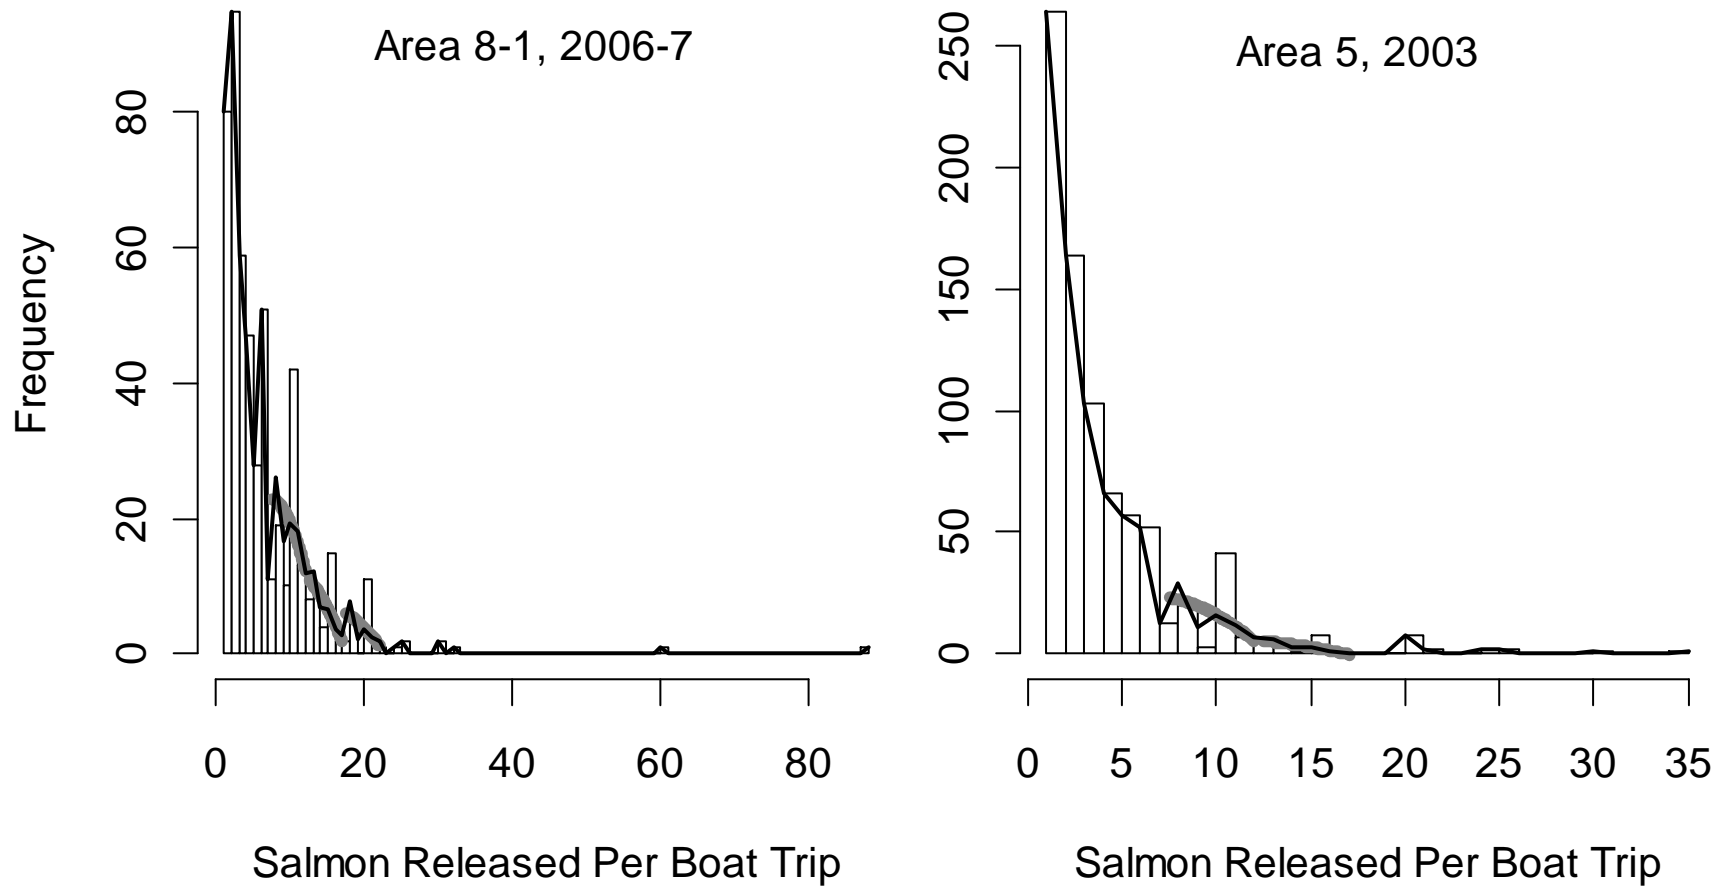 Area 8-1, 2006-7
Frequency
0
20
40
60
80
0 20 40 60 80
Salmon Released Per Boat Trip
Area 5, 2003
0
50
100
150
200
250
0 5 10 15 20 25 30 35
Salmon Released Per Boat Trip